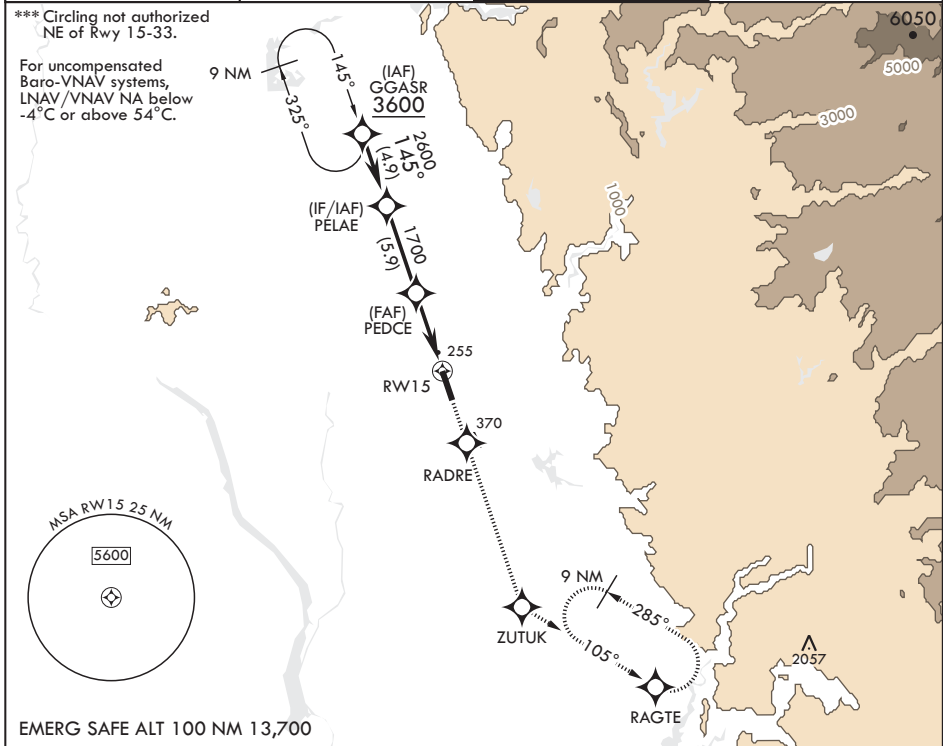 *** Circling not authorized
NE of Rwy 15-33.
For uncompensated
Baro-VNAV systems,
LNAV/VNAV NA below
-4°C or above 54°C.
9 NM
145°
325°
(IAF)
GGASR
3600
2600
145°
(4.9)
(IF/IAF)
PELAE
1700
(5.9)
(FAF)
PEDCE
255
RW15
370
RADRE
ZUTUK
9 NM
285°
105°
RAGTE
6050
5000
3000
1000
2057
MSA RW15 25 NM
5600
EMERG SAFE ALT 100 NM 13,700